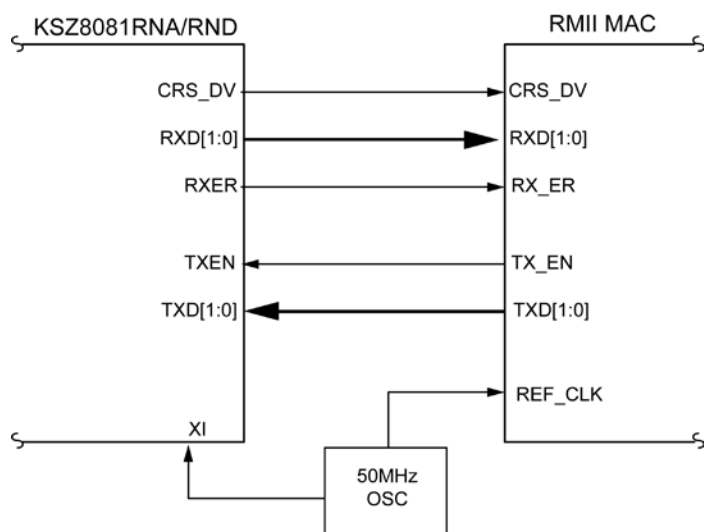 KSZ8081RNA/RND
RMII MAC
CRS_DV
CRS_DV
RXD[1:0]
RXD[1:0]
RXER
RX_ER
TXEN
TX_EN
TXD[1:0]
TXD[1:0]
REF_CLK
XI
50MHz
OSC